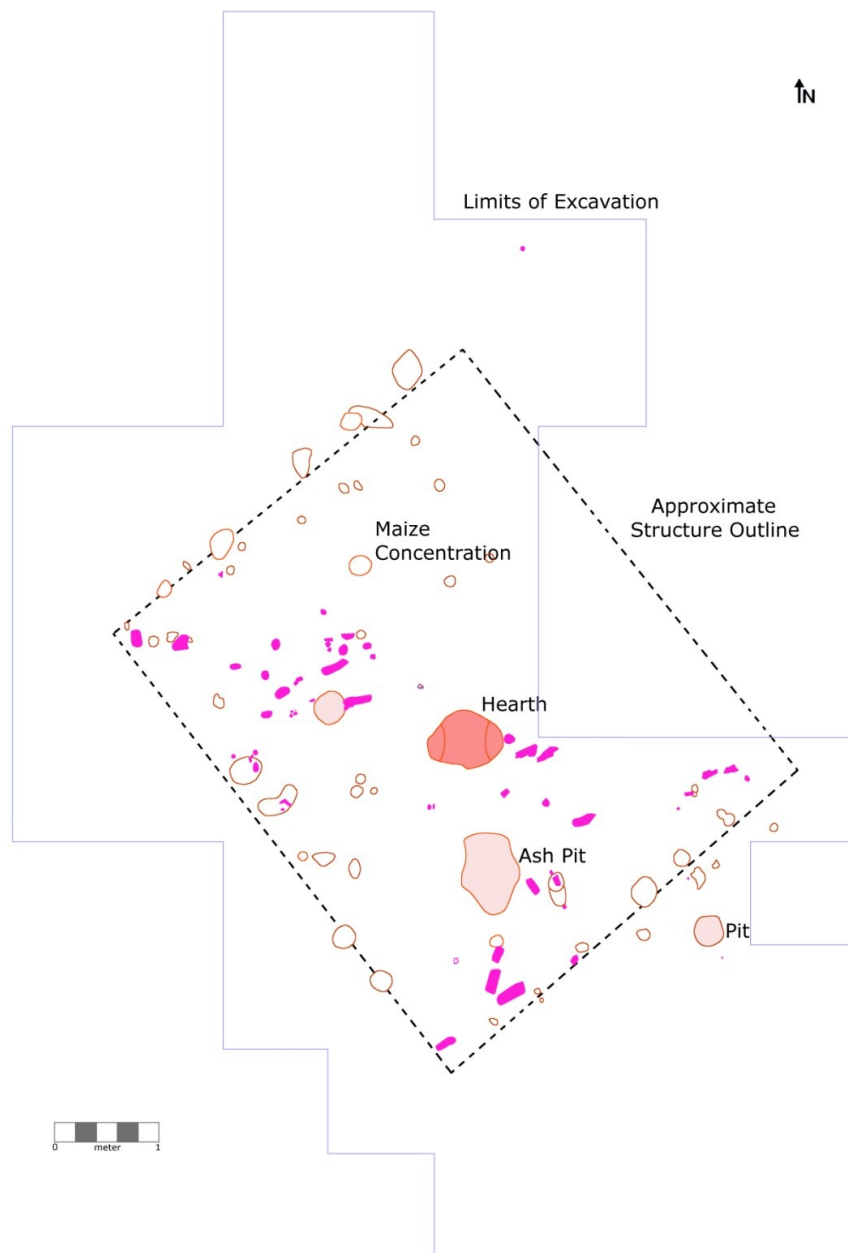 N
Limits of Excavation
Approximate
Structure Outline
Maize
Concentration
Hearth
Ash Pit
Pit
0 meter 1